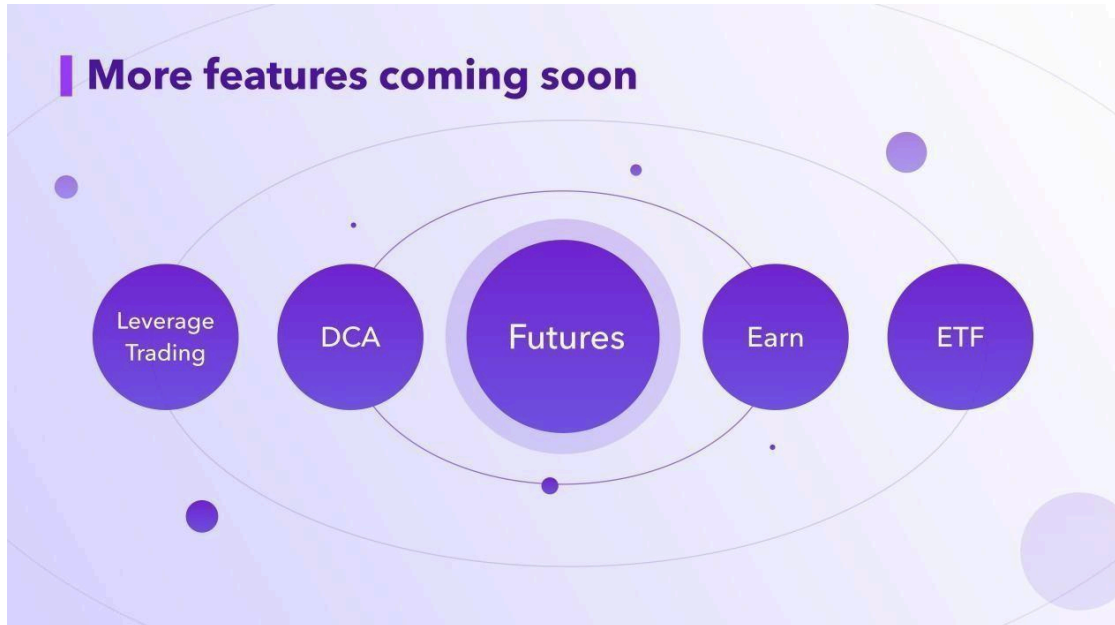 More features coming soon
Leverage
Trading
DCA
Futures
Earn
ETF